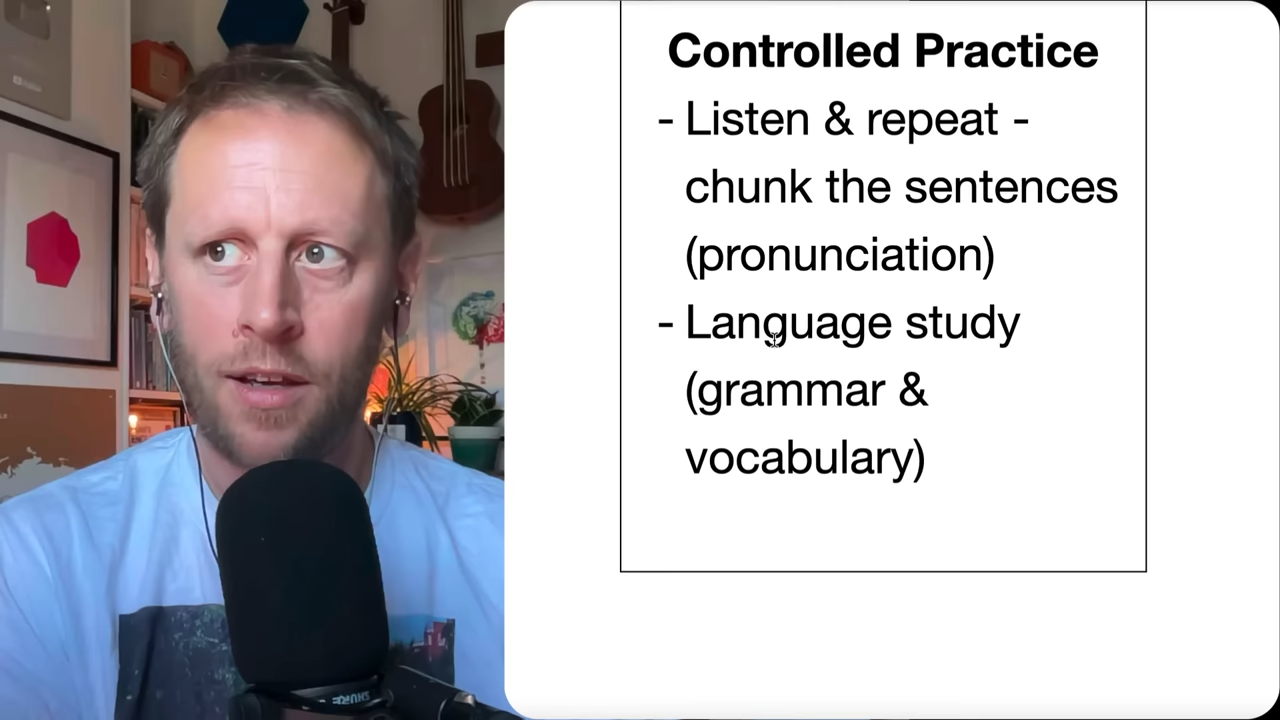 Controlled Practice
- Listen & repeat -
chunk the sentences
(pronunciation)
- Language study
(grammar &
vocabulary)